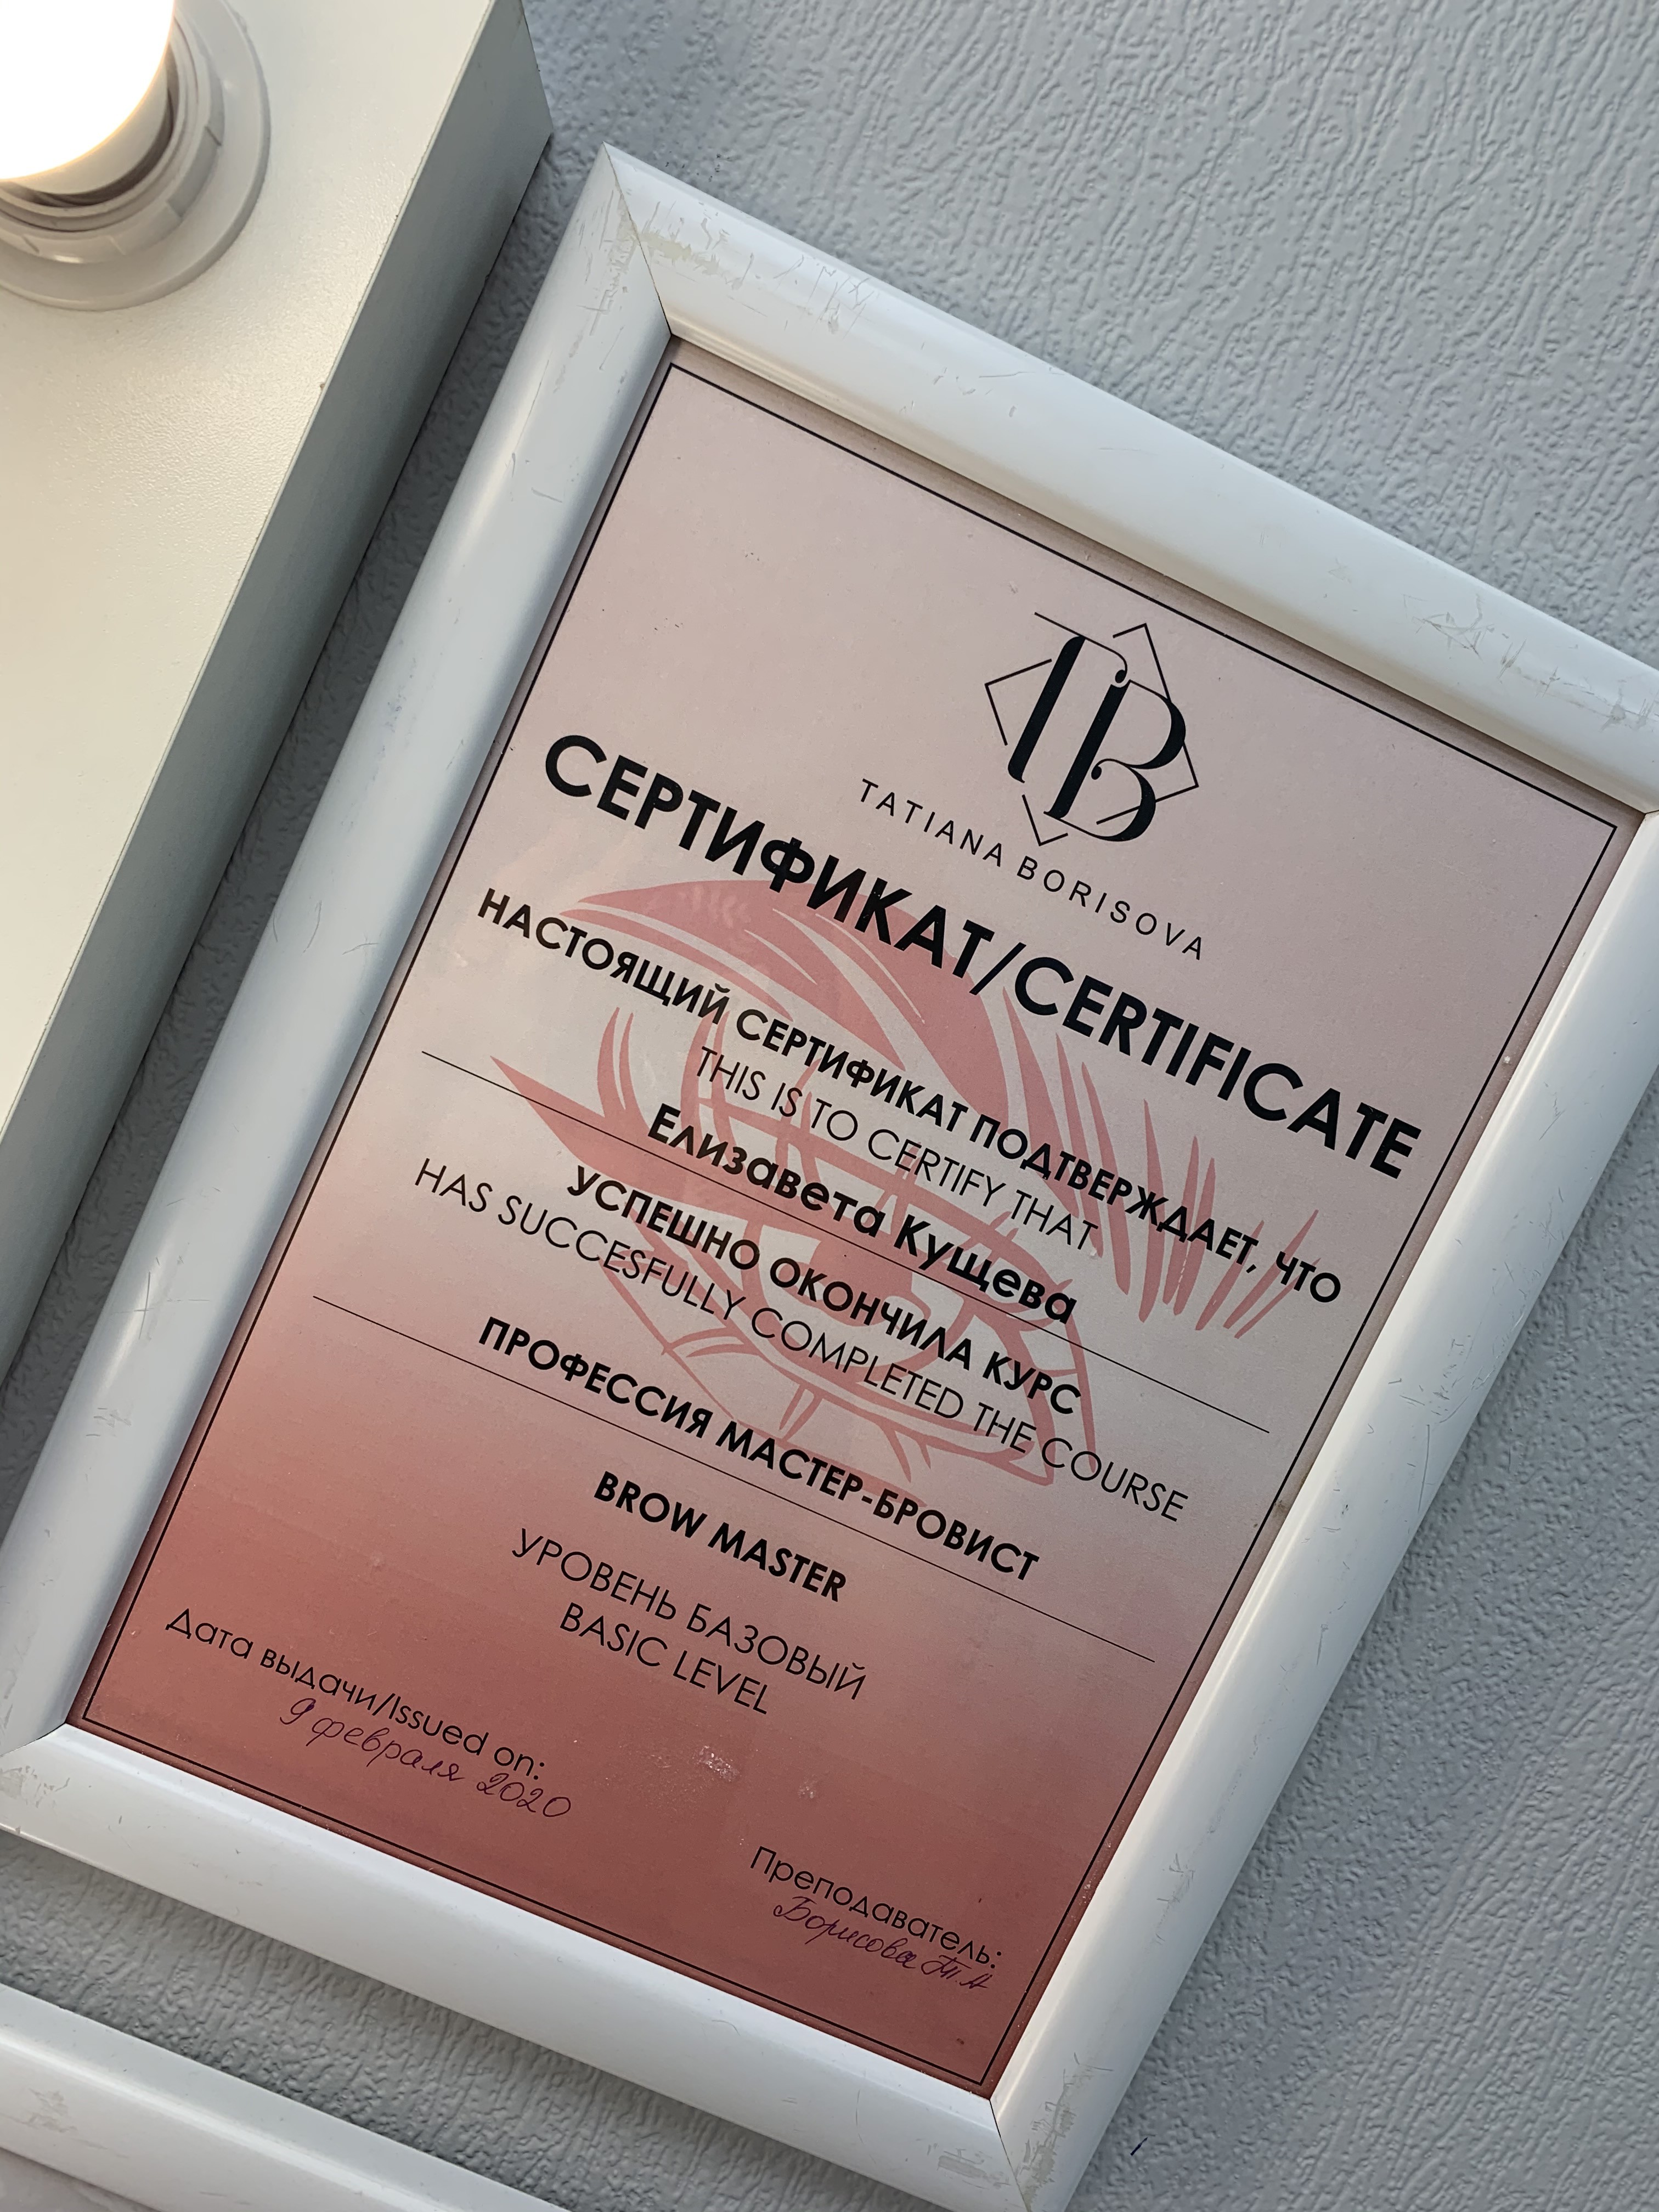 TB
TATIANA BORISOVA
СЕРТИФИКАТ/CERTIFICATE
НАСТОЯЩИЙ СЕРТИФИКАТ ПОДТВЕРЖДАЕТ, ЧТО
THIS IS TO CERTIFY THAT
Елизавета Кущева
УСПЕШНО ОКОНЧИЛА КУРС
HAS SUCCESFULLY COMPLETED THE COURSE
ПРОФЕССИЯ МАСТЕР-БРОВИСТ
BROW MASTER
УРОВЕНЬ БАЗОВЫЙ
BASIC LEVEL
Дата выдачи/Issued on:
9 февраля 2020
Преподаватель:
Борисова Т.А